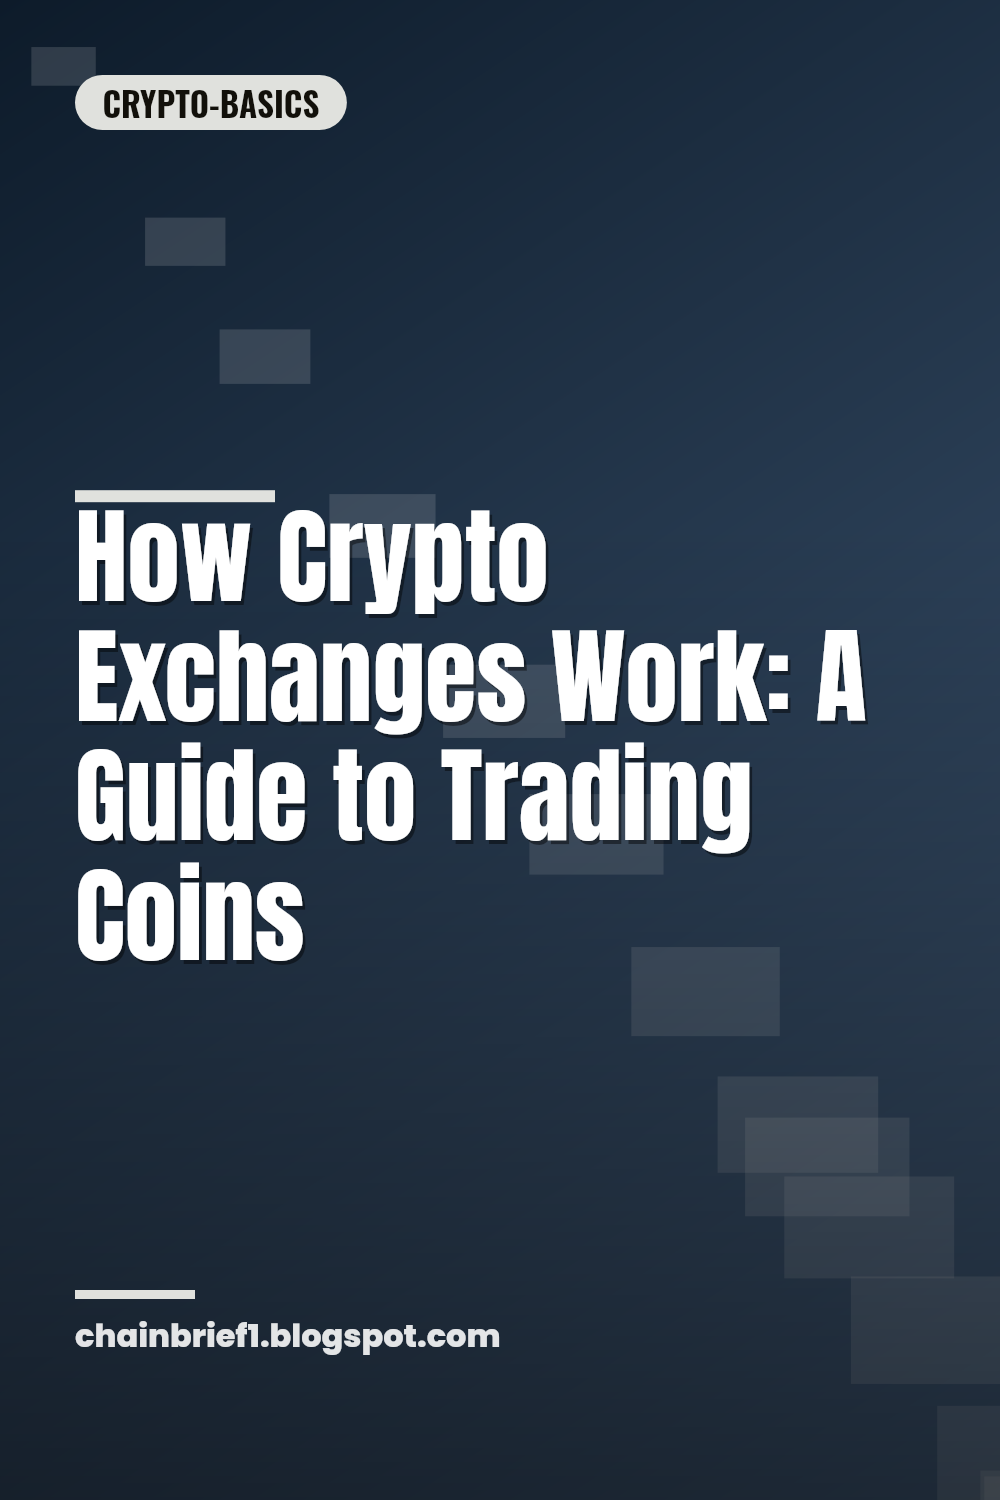 CRYPTO-BASICS
How Crypto
Exchanges Work: A
Guide to Trading
Coins
chainbrief1.blogspot.com